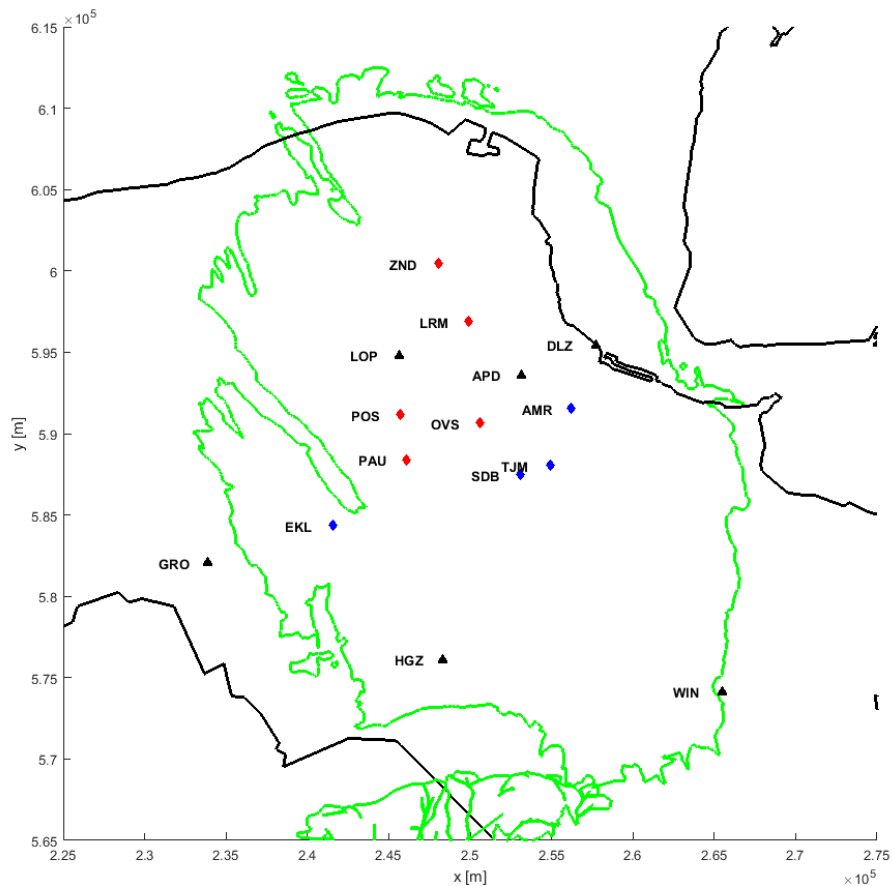 ×10⁵
6.15
6.1
6.05
6
5.95
5.9
5.85
5.8
5.75
5.7
5.65
y [m]
ZND
LRM
LOP
DLZ
APD
POS
AMR
OVS
PAU
TJM
SDB
EKL
GRO
HGZ
WIN
2.25
2.3
2.35
2.4
2.45
2.5
2.55
2.6
2.65
2.7
2.75
x [m]
×10⁵